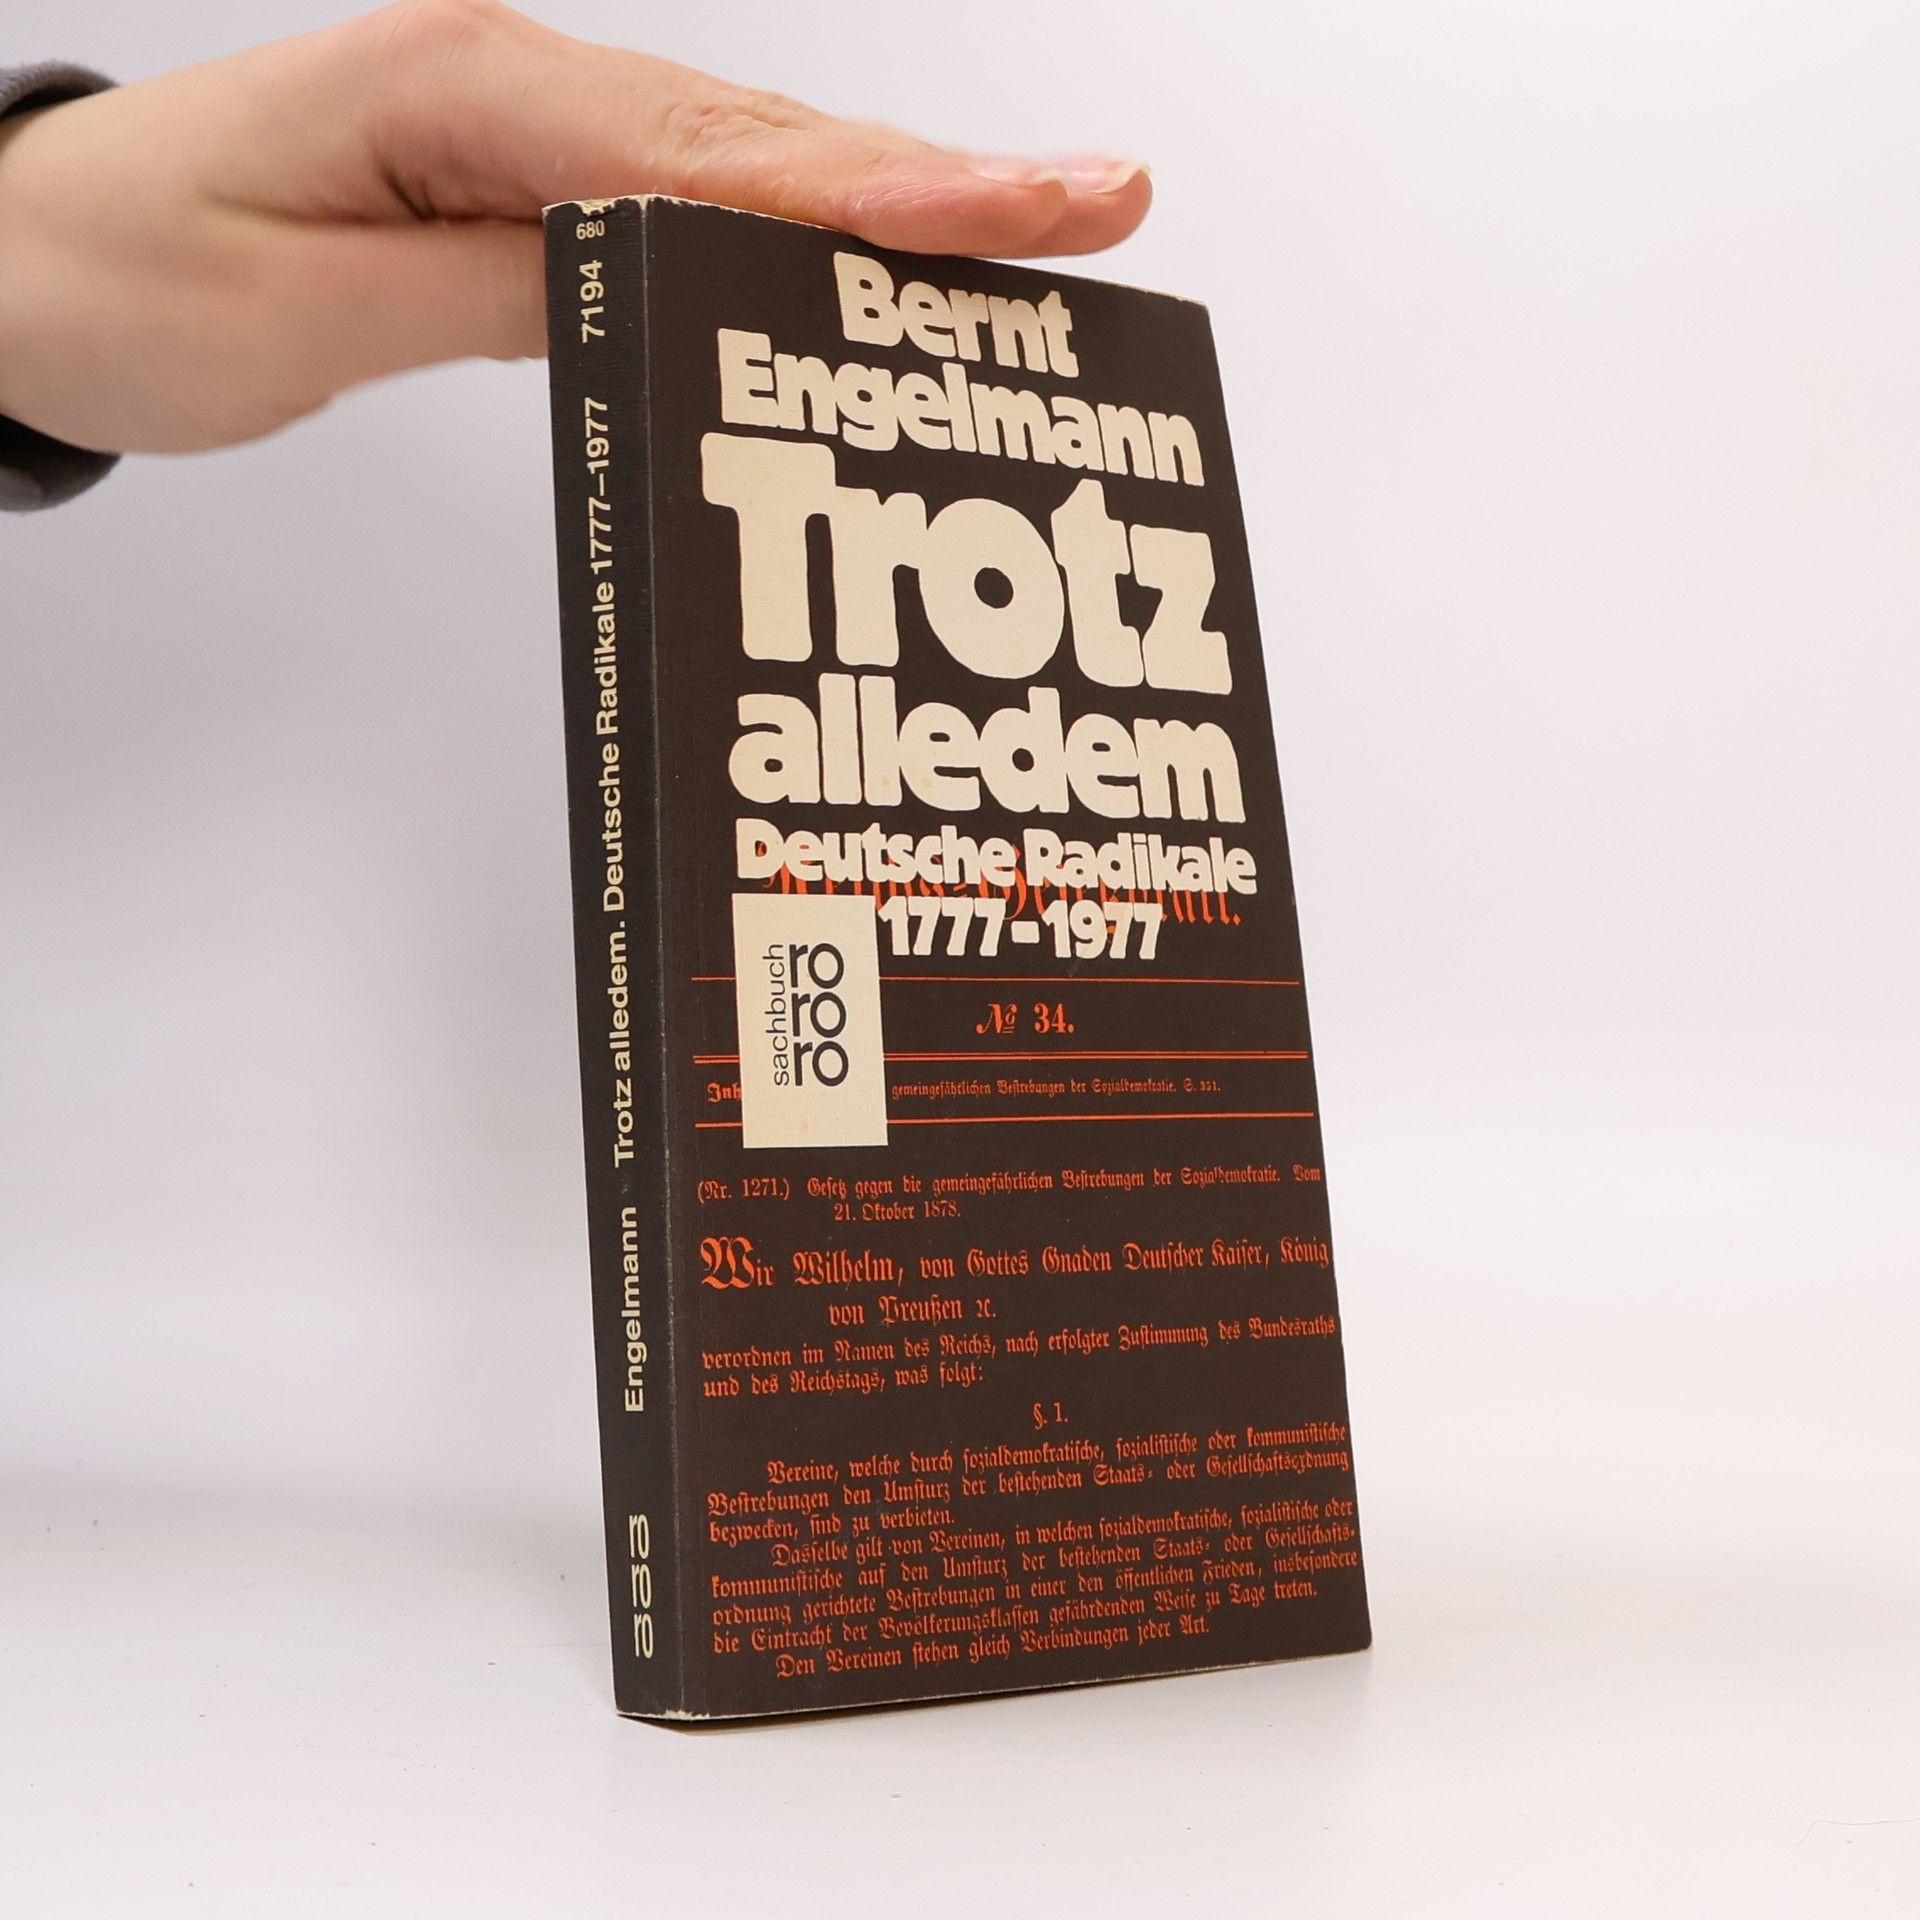 680
7194
Engelmann Trotz alledem. Deutsche Radikale 1777–1977
rororo
Bernt
Engelmann
Trotz
alledem
Deutsche Radikale
1777-1977
sachbuch
ro
ro
ro
№ 34.
gemeingefährlichen Bestrebungen der Sozialdemokratie. S. 351.
(Nr. 1271.) Gesetz gegen die gemeingefährlichen Bestrebungen der Sozialdemokratie. Vom
21. Oktober 1878.
Wir Wilhelm, von Gottes Gnaden Deutscher Kaiser, König
von Preußen ꝛc.
verordnen im Namen des Reichs, nach erfolgter Zustimmung des Bundesraths
und des Reichstags, was folgt:
§. 1.
Vereine, welche durch sozialdemokratische, sozialistische oder kommunistische
Bestrebungen den Umsturz der bestehenden Staats- oder Gesellschaftsordnung
bezwecken, sind zu verbieten.
Dasselbe gilt von Vereinen, in welchen sozialdemokratische, sozialistische oder
kommunistische auf den Umsturz der bestehenden Staats- oder Gesellschafts-
ordnung gerichtete Bestrebungen in einer den öffentlichen Frieden, insbesondere
die Eintracht der Bevölkerungsklassen gefährdenden Weise zu Tage treten.
Den Vereinen stehen gleich Verbindungen jeder Art.